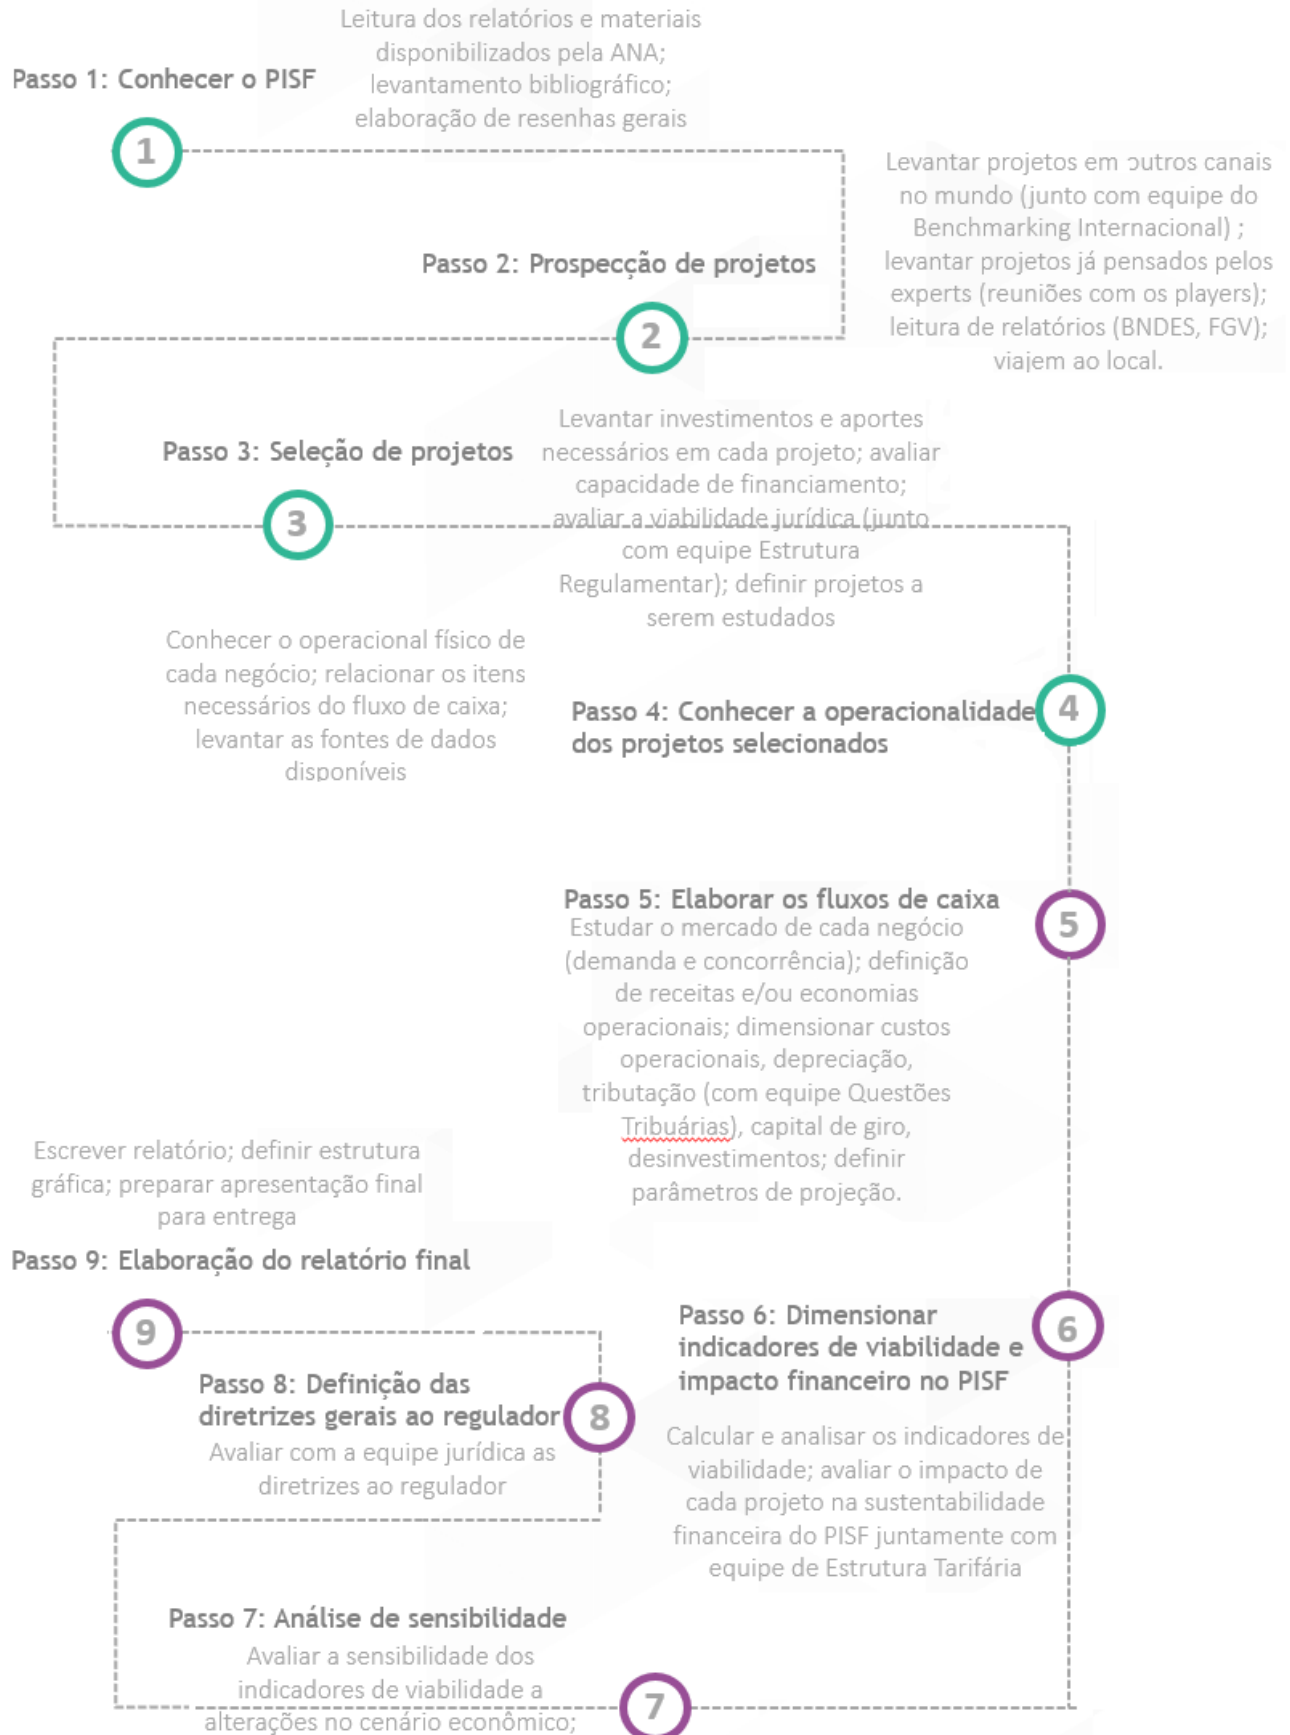 Leitura dos relatórios e materiais
disponibilizados pela ANA;
levantamento bibliográfico;
elaboração de resenhas gerais
Passo 1: Conhecer o PISF
1
Levantar projetos em outros canais
no mundo (junto com equipe do
Benchmarking Internacional) ;
levantar projetos já pensados pelos
experts (reuniões com os players);
leitura de relatórios (BNDES, FGV);
viajem ao local.
Passo 2: Prospecção de projetos
2
Levantar investimentos e aportes
necessários em cada projeto; avaliar
capacidade de financiamento;
avaliar a viabilidade jurídica (junto
com equipe Estrutura
Regulamentar); definir projetos a
serem estudados
Passo 3: Seleção de projetos
3
Conhecer o operacional físico de
cada negócio; relacionar os itens
necessários do fluxo de caixa;
levantar as fontes de dados
disponíveis
Passo 4: Conhecer a operacionalidade
dos projetos selecionados
4
Passo 5: Elaborar os fluxos de caixa
5
Estudar o mercado de cada negócio
(demanda e concorrência); definição
de receitas e/ou economias
operacionais; dimensionar custos
operacionais, depreciação,
tributação (com equipe Questões
Tribuárias), capital de giro,
desinvestimentos; definir
parâmetros de projeção.
Passo 6: Dimensionar
indicadores de viabilidade e
impacto financeiro no PISF
6
Calcular e analisar os indicadores de
viabilidade; avaliar o impacto de
cada projeto na sustentabilidade
financeira do PISF juntamente com
equipe de Estrutura Tarifária
Passo 7: Análise de sensibilidade
Avaliar a sensibilidade dos
indicadores de viabilidade a
alterações no cenário econômico;
7
Passo 8: Definição das
diretrizes gerais ao regulador
8
Avaliar com a equipe jurídica as
diretrizes ao regulador
Escrever relatório; definir estrutura
gráfica; preparar apresentação final
para entrega
Passo 9: Elaboração do relatório final
9